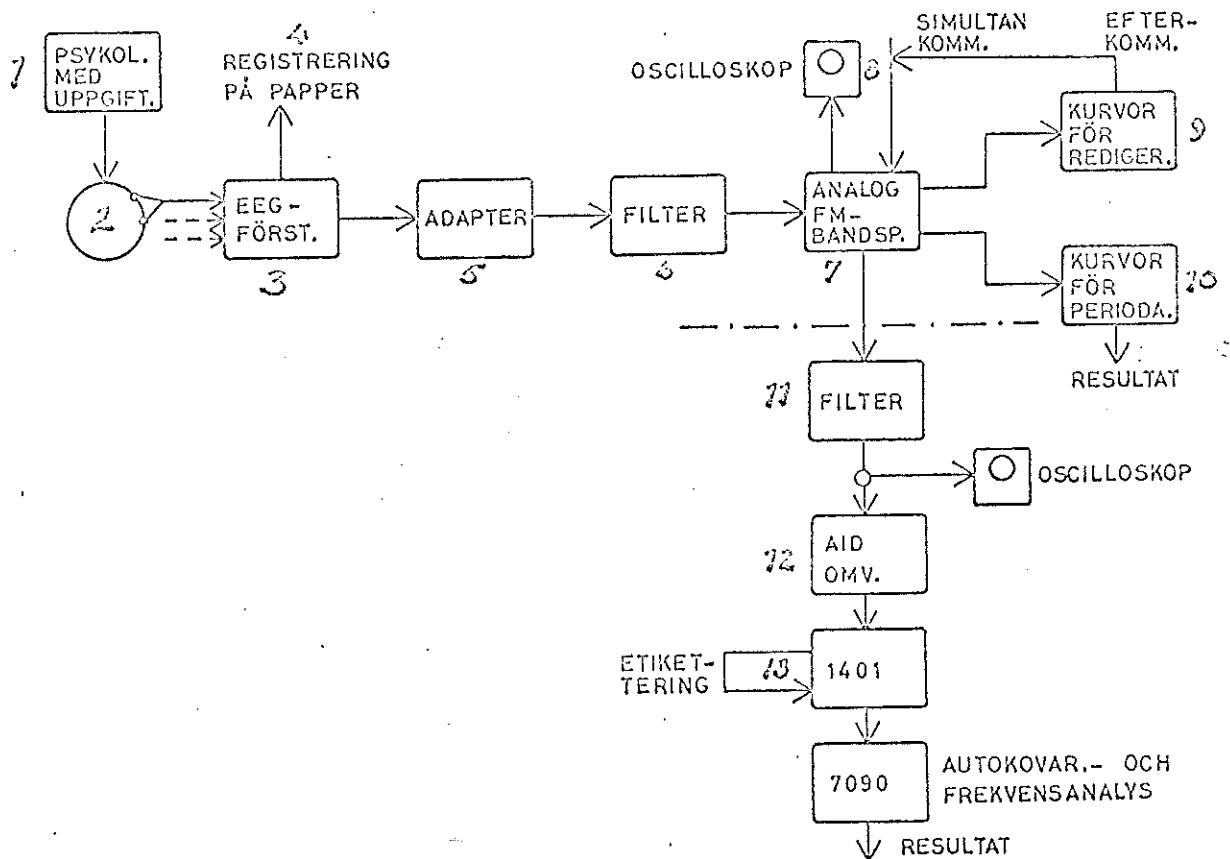 1
PSYKOL.
MED
UPPGIFT.
4
REGISTRERING
PÅ PAPPER
OSCILLOSKOP
8
SIMULTAN
KOMM.
EFTER-
KOMM.
KURVOR
FÖR
REDIGER.
9
2
EEG-
FÖRST.
3
ADAPTER
5
FILTER
6
ANALOG
FM-
BANDSP.
7
KURVOR
FÖR
PERIODA.
10
RESULTAT
11
FILTER
OSCILLOSKOP
12
AID
OMV.
ETIKET-
TERING
13
1401
7090
AUTOKOVAR.- OCH
FREKVENSANALYS
RESULTAT